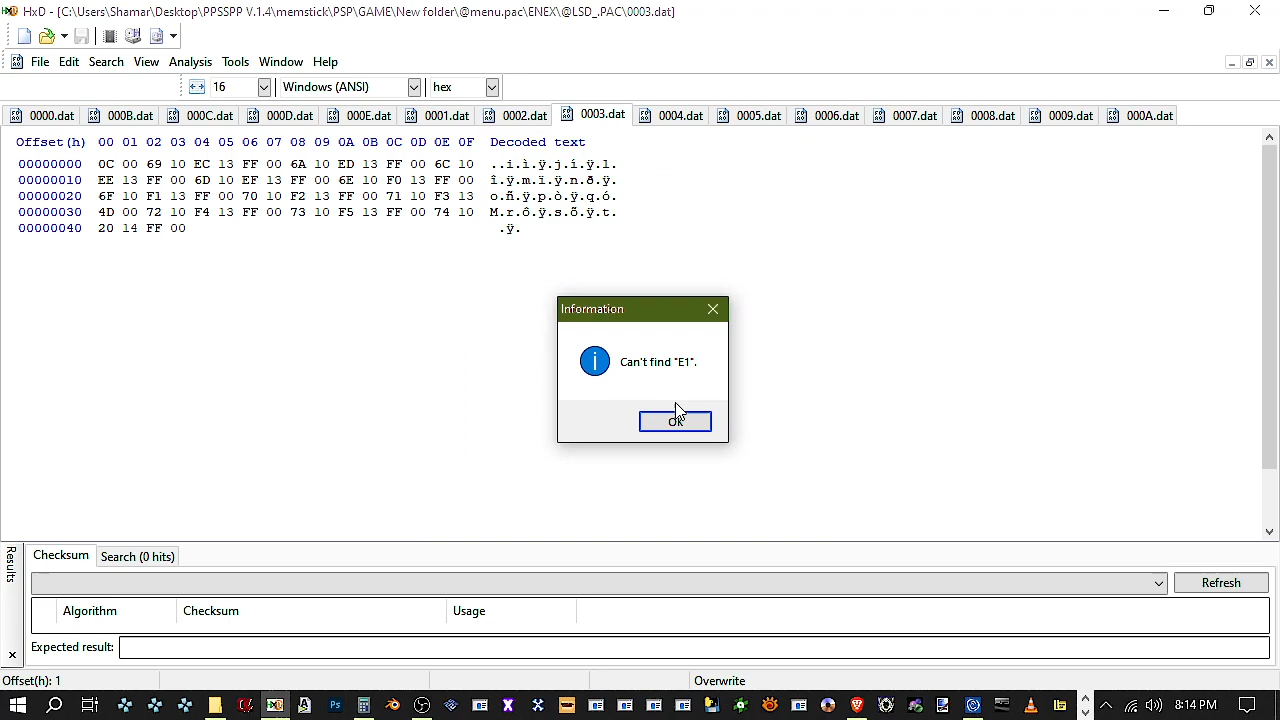 HxD - [C:\Users\Shamar\Desktop\PPSSPP V.1.4\memstick\PSP\GAME\New folder\@menu.pac\ENEX\@LSD_.PAC\0003.dat]
File Edit Search View Analysis Tools Window Help
16 Windows (ANSI) hex
0000.dat 000B.dat 000C.dat 000D.dat 000E.dat 0001.dat 0002.dat 0003.dat 0004.dat 0005.dat 0006.dat 0007.dat 0008.dat 0009.dat 000A.dat
Offset(h) 00 01 02 03 04 05 06 07 08 09 0A 0B 0C 0D 0E 0F Decoded text
00000000 0C 00 69 10 EC 13 FF 00 6A 10 ED 13 FF 00 6C 10 ..i.ì.ÿ.j.í.ÿ.l.
00000010 EE 13 FF 00 6D 10 EF 13 FF 00 6E 10 F0 13 FF 00 î.ÿ.m.ï.ÿ.n.ð.ÿ.
00000020 6F 10 F1 13 FF 00 70 10 F2 13 FF 00 71 10 F3 13 o.ñ.ÿ.p.ò.ÿ.q.ó.
00000030 4D 00 72 10 F4 13 FF 00 73 10 F5 13 FF 00 74 10 M.r.ô.ÿ.s.õ.ÿ.t.
00000040 20 14 FF 00 .ÿ.
Information
Can't find "E1".
OK
Results
Checksum Search (0 hits)
Refresh
Algorithm Checksum Usage
Expected result:
Offset(h): 1 Overwrite
8:14 PM